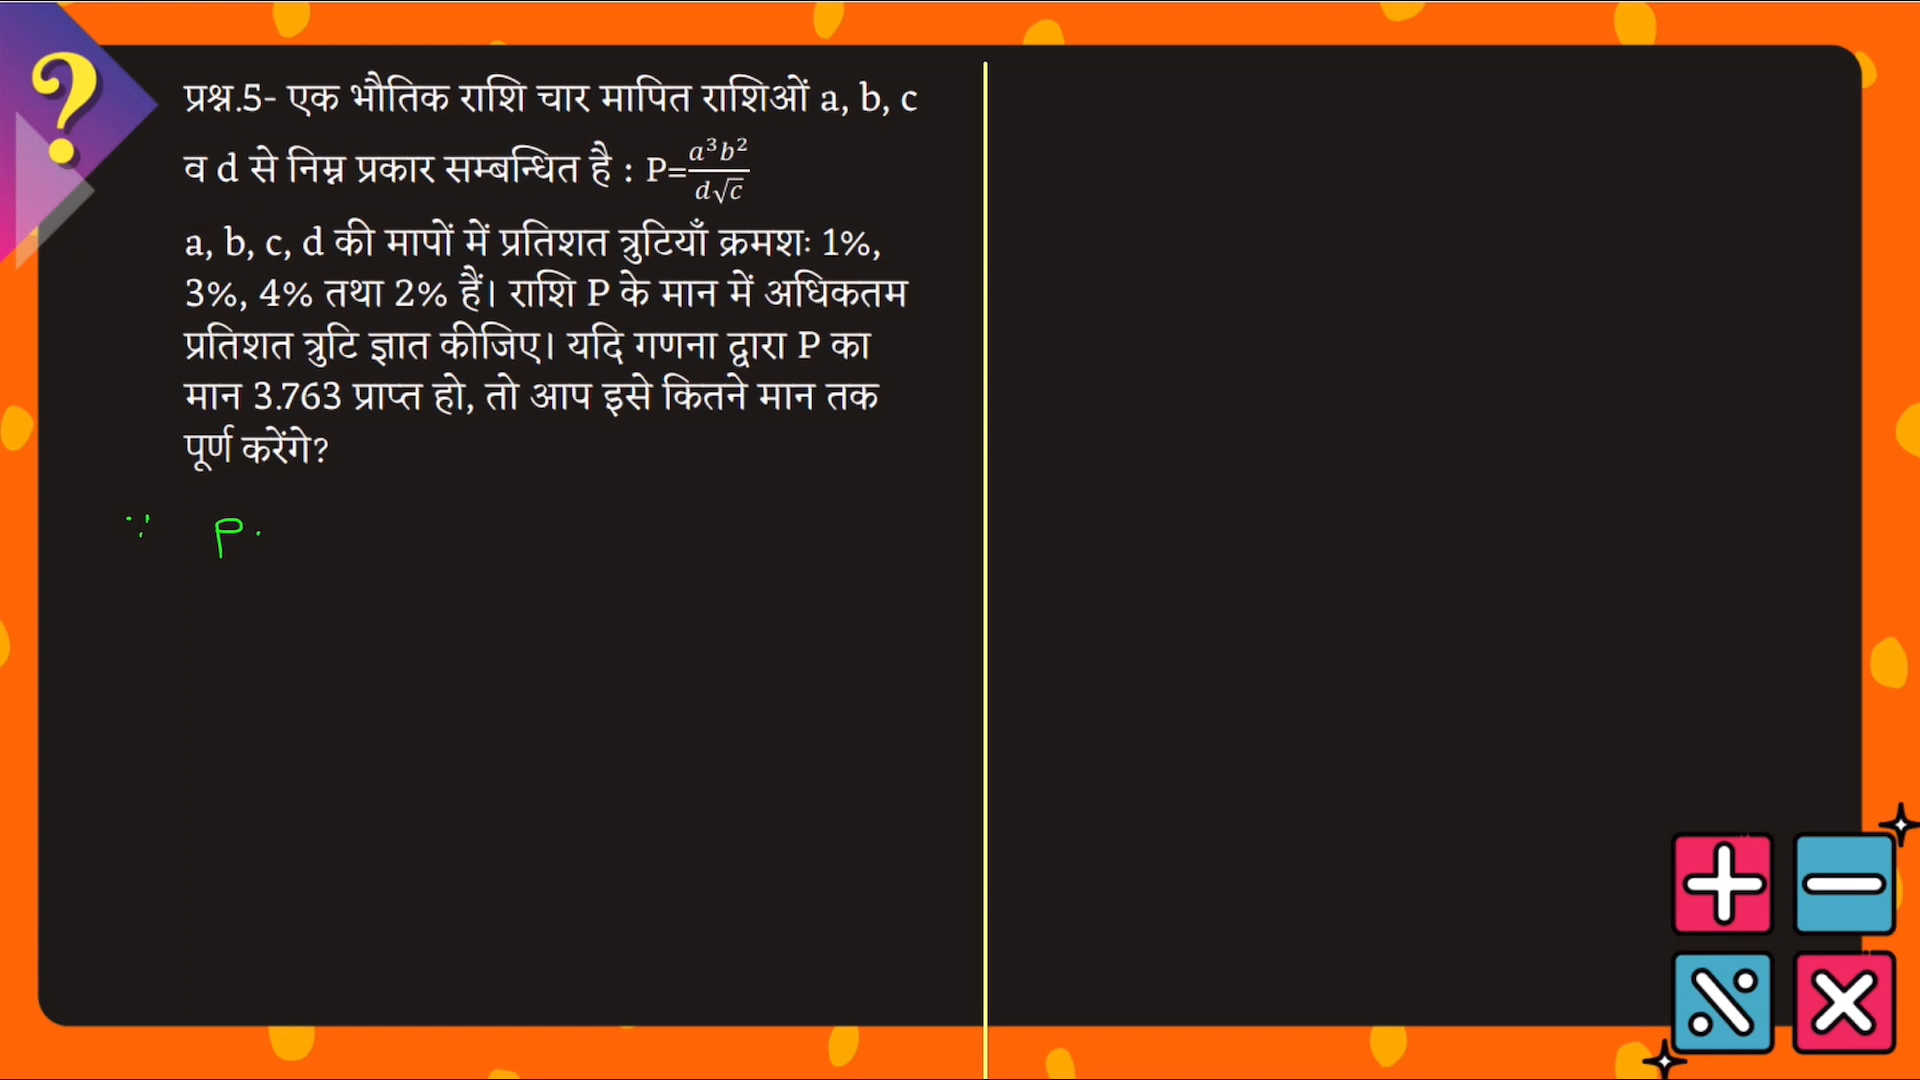 प्रश्न.5- एक भौतिक राशि चार मापित राशिओं a, b, c
व d से निम्न प्रकार सम्बन्धित है : P=\frac{a³b²}{d√c}
a, b, c, d की मापों में प्रतिशत त्रुटियाँ क्रमशः 1%,
3%, 4% तथा 2% हैं। राशि P के मान में अधिकतम
प्रतिशत त्रुटि ज्ञात कीजिए। यदि गणना द्वारा P का
मान 3.763 प्राप्त हो, तो आप इसे कितने मान तक
पूर्ण करेंगे?
∵ P